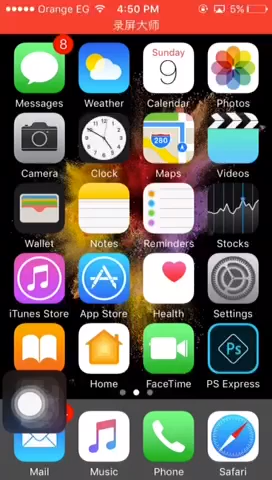 Orange EG 4:50 PM 5%
录屏大师
8
Sunday
9
280
Messages Weather Calendar Photos
Camera Clock Maps Videos
Wallet Notes Reminders Stocks
iTunes Store App Store Health Settings
Ps
Home FaceTime PS Express
Mail Music Phone Safari